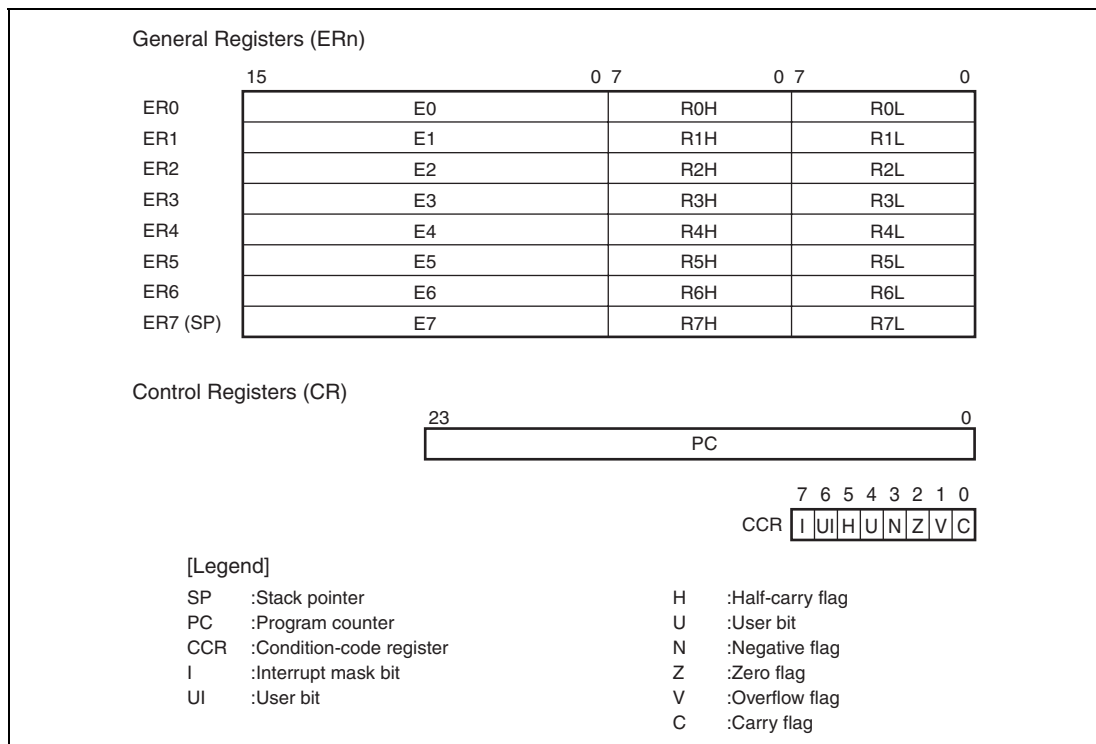 General Registers (ERn)
15 0 7 0 7 0
ER0 E0 R0H R0L
ER1 E1 R1H R1L
ER2 E2 R2H R2L
ER3 E3 R3H R3L
ER4 E4 R4H R4L
ER5 E5 R5H R5L
ER6 E6 R6H R6L
ER7 (SP) E7 R7H R7L
Control Registers (CR)
23 0
PC
7 6 5 4 3 2 1 0
CCR I UI H U N Z V C
[Legend]
SP :Stack pointer
PC :Program counter
CCR :Condition-code register
I :Interrupt mask bit
UI :User bit
H :Half-carry flag
U :User bit
N :Negative flag
Z :Zero flag
V :Overflow flag
C :Carry flag